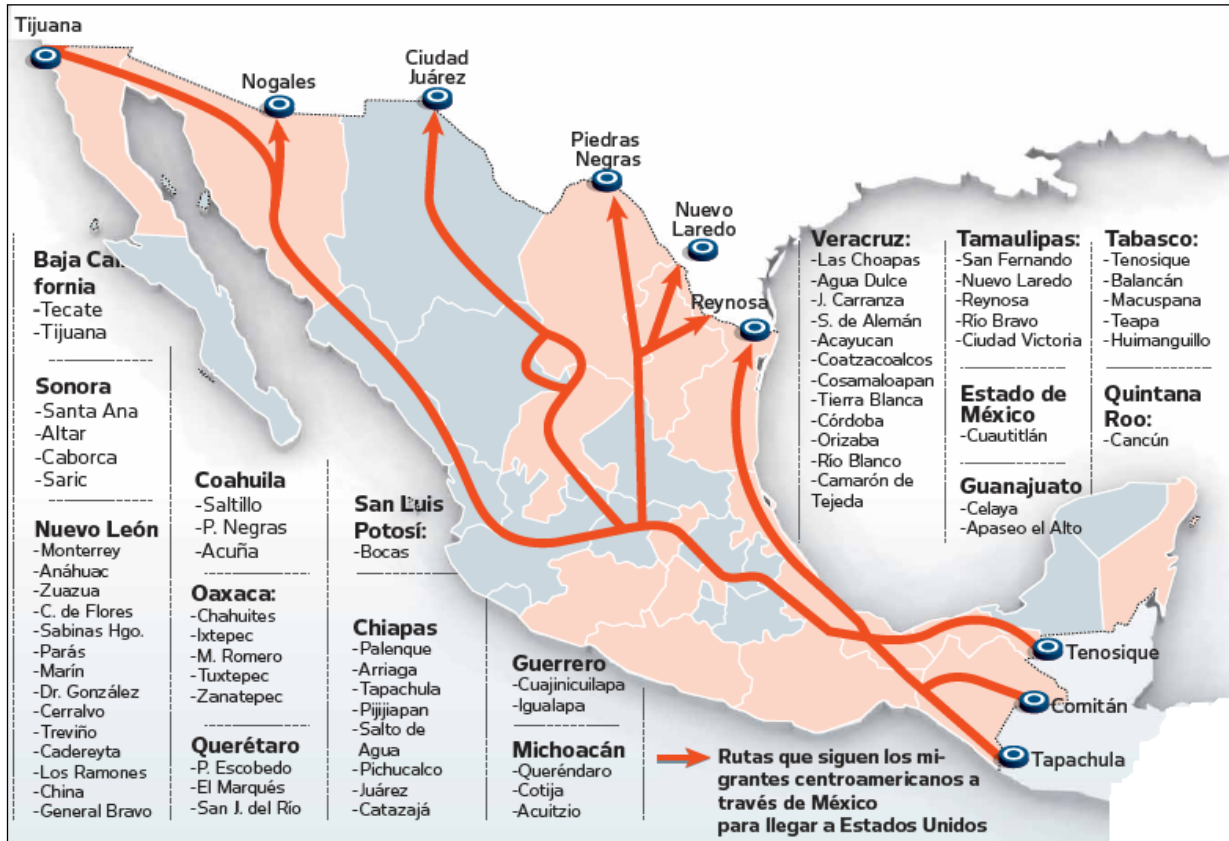 Tijuana
Nogales
Ciudad
Juárez
Piedras
Negras
Nuevo
Laredo
Reynosa
Baja Cali
fornia
-Tecate
-Tijuana
Sonora
-Santa Ana
-Altar
-Caborca
-Saric
Nuevo León
-Monterrey
-Anáhuac
-Zuazua
-C. de Flores
-Sabinas Hgo.
-Parás
-Marín
-Dr. González
-Cerralvo
-Treviño
-Cadereyta
-Los Ramones
-China
-General Bravo
Coahuila
-Saltillo
-P. Negras
-Acuña
Oaxaca:
-Chahuites
-Ixtepec
-M. Romero
-Tuxtepec
-Zanatepec
Querétaro
-P. Escobedo
-El Marqués
-San J. del Río
San Luis
Potosí:
-Bocas
Chiapas
-Palenque
-Arriaga
-Tapachula
-Pijijiapan
-Salto de
Agua
-Pichucalco
-Juárez
-Catazajá
Guerrero
-Cuajinicuilapa
-Igualapa
Michoacán
-Queréndaro
-Cotija
-Acuitzio
Veracruz:
-Las Choapas
-Agua Dulce
-J. Carranza
-S. de Alemán
-Acayucan
-Coatzacoalcos
-Cosamaloapan
-Tierra Blanca
-Córdoba
-Orizaba
-Río Blanco
-Camarón de
Tejeda
Tamaulipas:
-San Fernando
-Nuevo Laredo
-Reynosa
-Río Bravo
-Ciudad Victoria
Estado de
México
-Cuautitlán
Guanajuato
-Celaya
-Apaseo el Alto
Tabasco:
-Tenosique
-Balancán
-Macuspana
-Teapa
-Huimanguillo
Quintana
Roo:
-Cancún
Tenosique
Comitán
Tapachula
Rutas que siguen los mi-
grantes centroamericanos a
través de México
para llegar a Estados Unidos